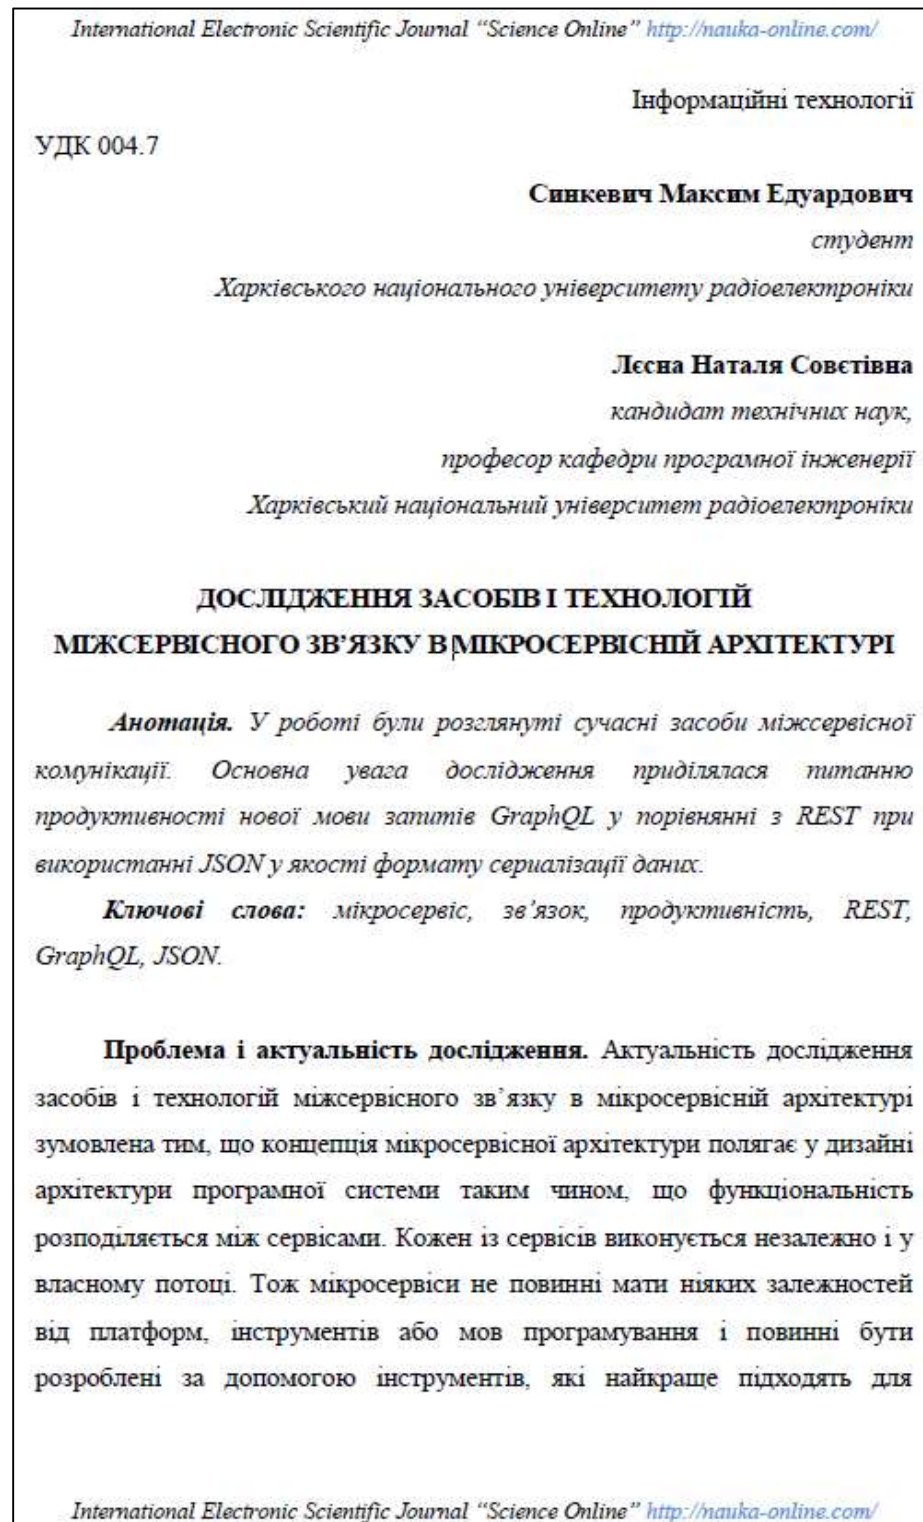 International Electronic Scientific Journal “Science Online” http://nauka-online.com/
Інформаційні технології
УДК 004.7
Синкевич Максим Едуардович
студент
Харківського національного університету радіоелектроніки
Лєсна Наталя Совєтівна
кандидат технічних наук,
професор кафедри програмної інженерії
Харківський національний університет радіоелектроніки
ДОСЛІДЖЕННЯ ЗАСОБІВ І ТЕХНОЛОГІЙ
МІЖСЕРВІСНОГО ЗВ’ЯЗКУ В МІКРОСЕРВІСНІЙ АРХІТЕКТУРІ
Анотація. У роботі були розглянуті сучасні засоби міжсервісної
комунікації. Основна увага дослідження приділялася питанню
продуктивності нової мови запитів GraphQL у порівнянні з REST при
використанні JSON у якості формату сериалізації даних.
Ключові слова: мікросервіс, зв’язок, продуктивність, REST,
GraphQL, JSON.
Проблема і актуальність дослідження. Актуальність дослідження
засобів і технологій міжсервісного зв’язку в мікросервісній архітектурі
зумовлена тим, що концепція мікросервісної архітектури полягає у дизайні
архітектури програмної системи таким чином, що функціональність
розподіляється між сервісами. Кожен із сервісів виконується незалежно і у
власному потоці. Тож мікросервіси не повинні мати ніяких залежностей
від платформ, інструментів або мов програмування і повинні бути
розроблені за допомогою інструментів, які найкраще підходять для
International Electronic Scientific Journal “Science Online” http://nauka-online.com/